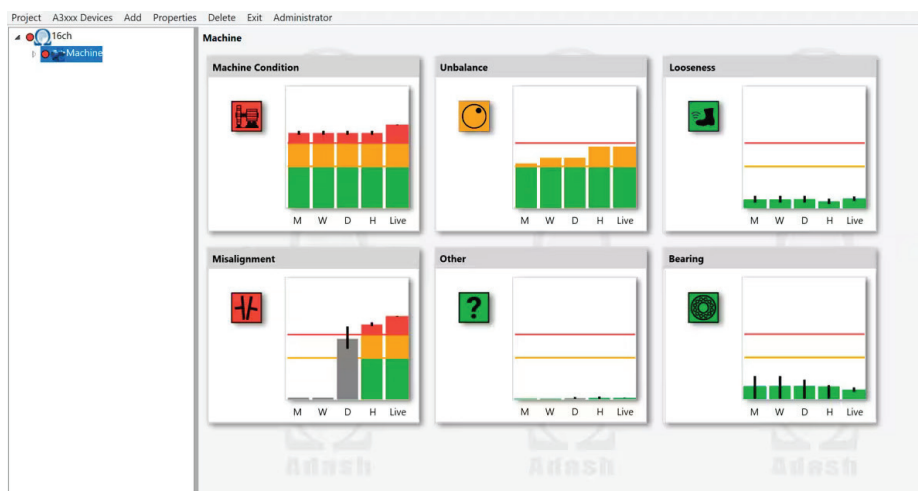 Project A3xxx Devices Add Properties Delete Exit Administrator
16ch
Machine
Machine
Machine Condition
M W D H Live
Unbalance
M W D H Live
Looseness
M W D H Live
Misalignment
M W D H Live
Other
?
M W D H Live
Bearing
M W D H Live
Adash
Adash
Adash